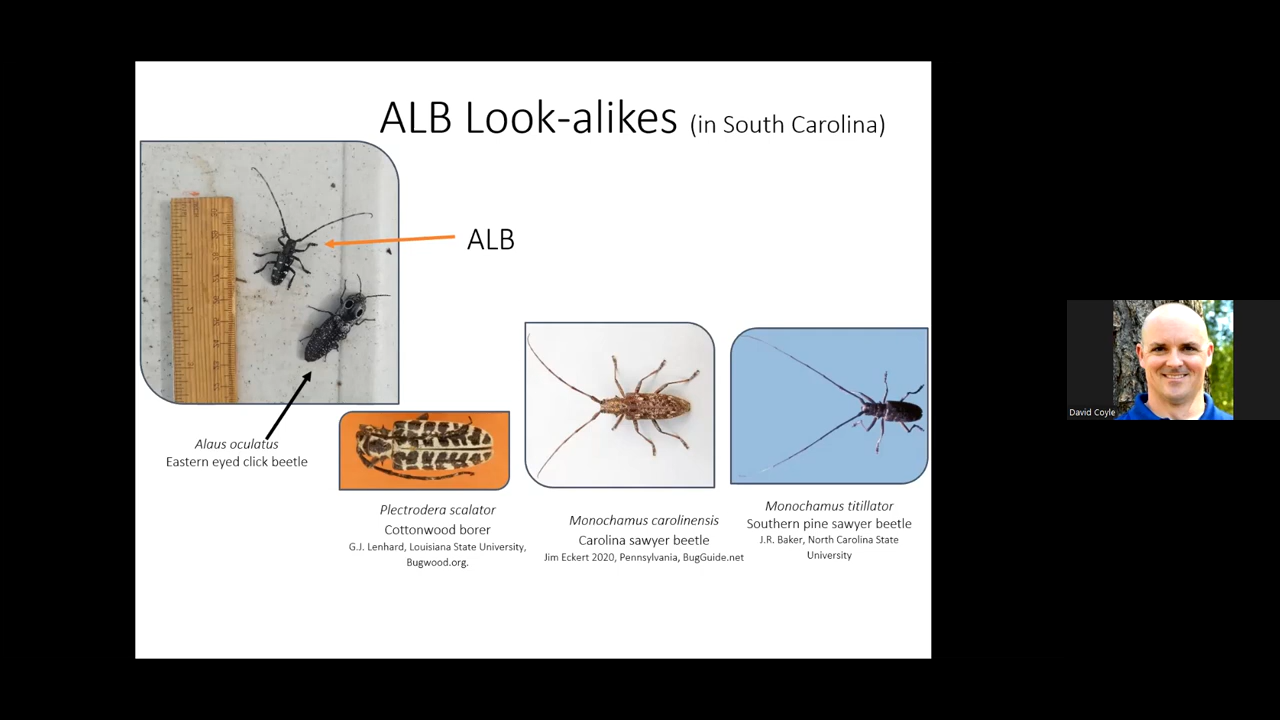 ALB Look-alikes (in South Carolina)
ALB
Alaus oculatus
Eastern eyed click beetle
Plectrodera scalator
Cottonwood borer
G.J. Lenhard, Louisiana State University,
Bugwood.org.
Monochamus carolinensis
Carolina sawyer beetle
Jim Eckert 2020, Pennsylvania, BugGuide.net
Monochamus titillator
Southern pine sawyer beetle
J.R. Baker, North Carolina State
University
David Coyle